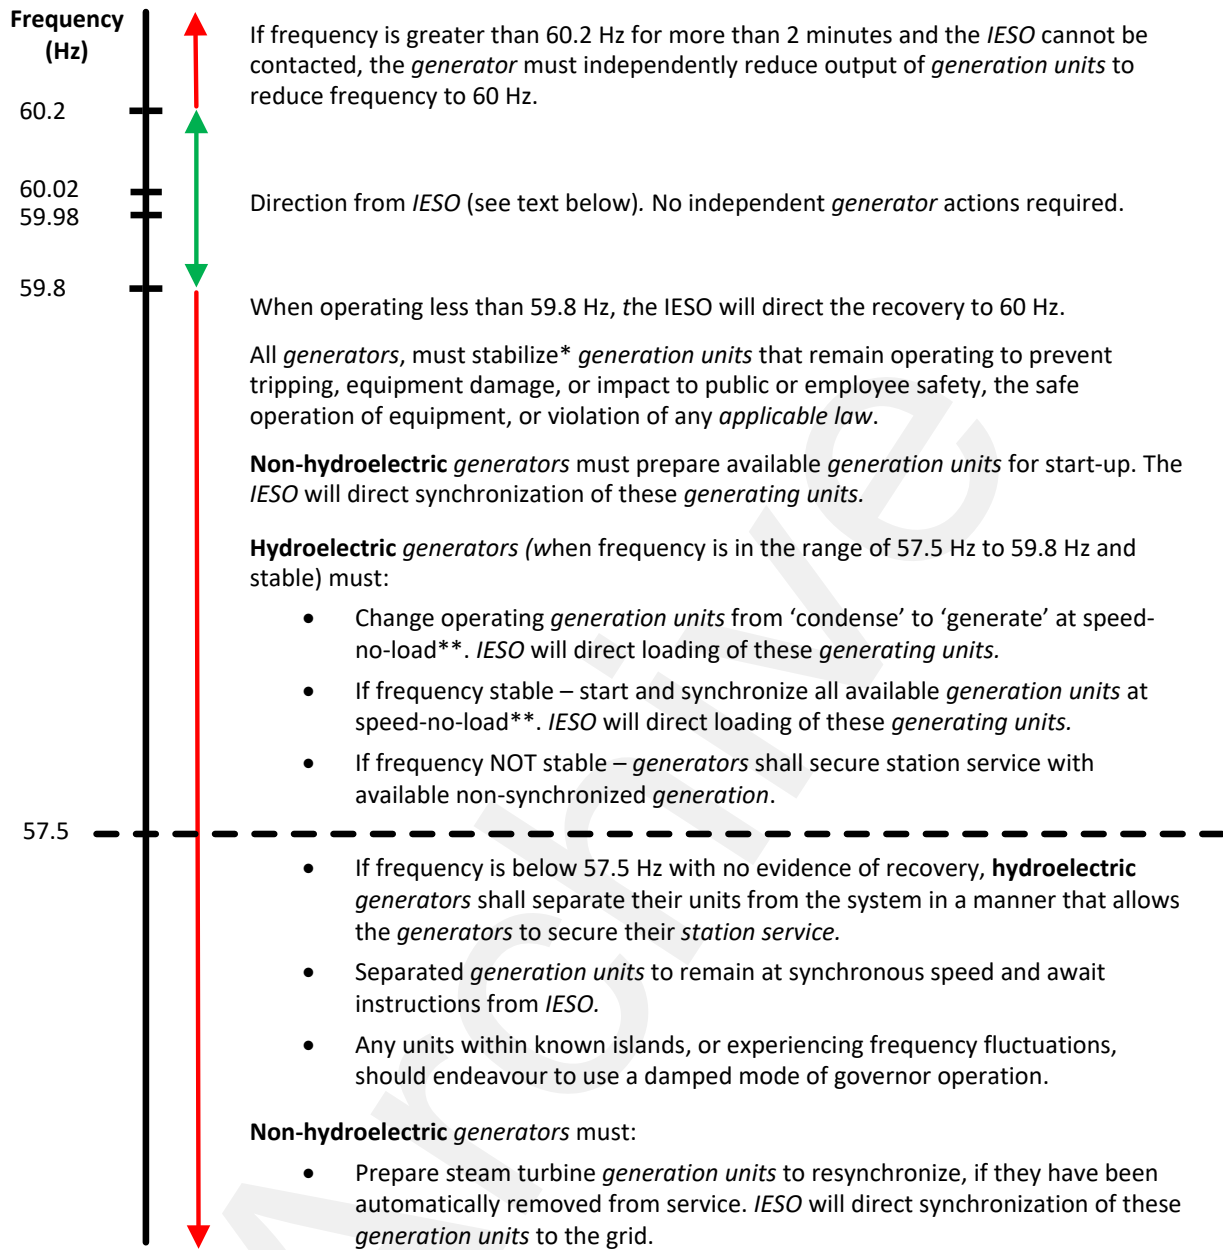 Frequency
(Hz)
If frequency is greater than 60.2 Hz for more than 2 minutes and the IESO cannot be
contacted, the generator must independently reduce output of generation units to
reduce frequency to 60 Hz.
60.2
60.02
59.98
Direction from IESO (see text below). No independent generator actions required.
59.8
When operating less than 59.8 Hz, the IESO will direct the recovery to 60 Hz.
All generators, must stabilize* generation units that remain operating to prevent
tripping, equipment damage, or impact to public or employee safety, the safe
operation of equipment, or violation of any applicable law.
Non-hydroelectric generators must prepare available generation units for start-up. The
IESO will direct synchronization of these generating units.
Hydroelectric generators (when frequency is in the range of 57.5 Hz to 59.8 Hz and
stable) must:
• Change operating generation units from ‘condense’ to ‘generate’ at speed-
no-load**. IESO will direct loading of these generating units.
• If frequency stable – start and synchronize all available generation units at
speed-no-load**. IESO will direct loading of these generating units.
• If frequency NOT stable – generators shall secure station service with
available non-synchronized generation.
57.5
• If frequency is below 57.5 Hz with no evidence of recovery, hydroelectric
generators shall separate their units from the system in a manner that allows
the generators to secure their station service.
• Separated generation units to remain at synchronous speed and await
instructions from IESO.
• Any units within known islands, or experiencing frequency fluctuations,
should endeavour to use a damped mode of governor operation.
Non-hydroelectric generators must:
• Prepare steam turbine generation units to resynchronize, if they have been
automatically removed from service. IESO will direct synchronization of these
generation units to the grid.
Archive